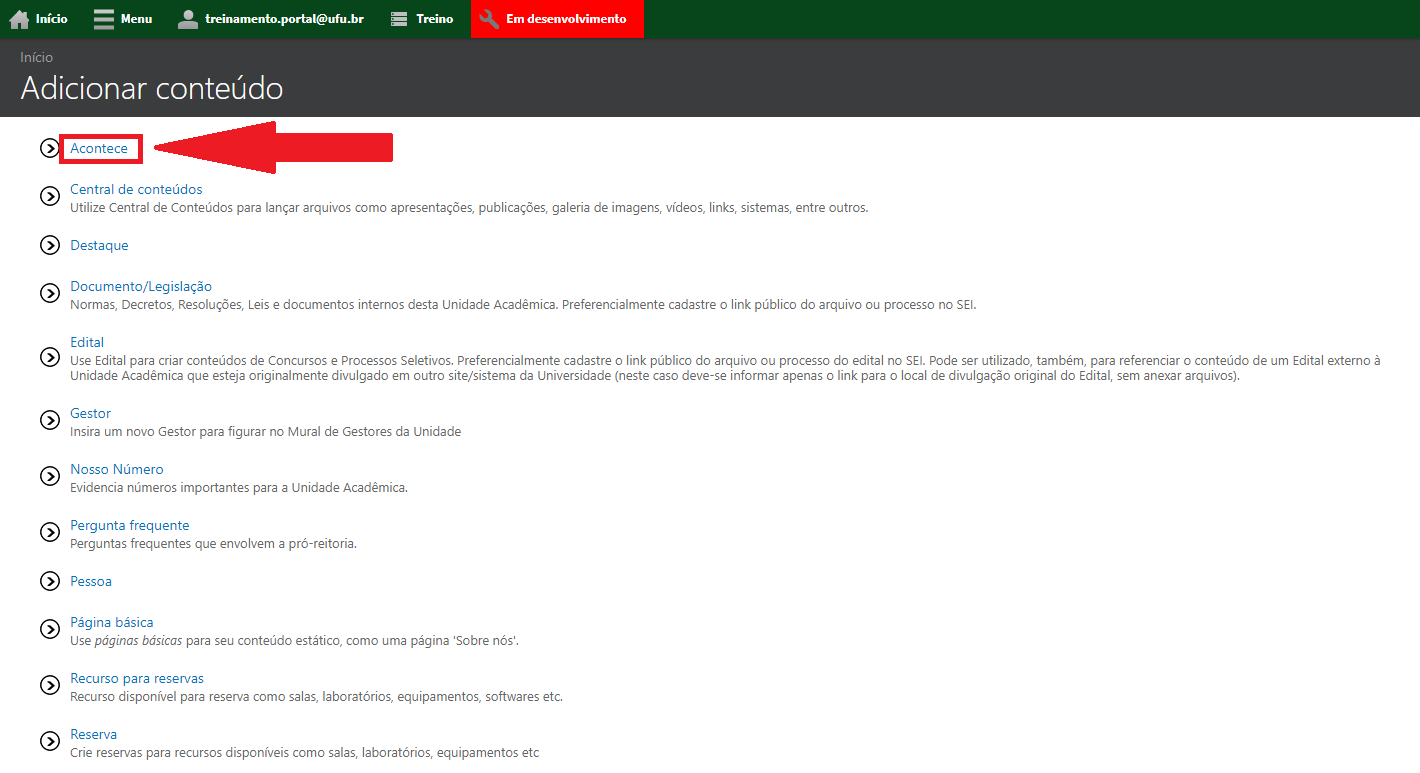 Início Menu treinamento.portal@ufu.br Treino Em desenvolvimento
Início
Adicionar conteúdo
Acontece
Central de conteúdos
Utilize Central de Conteúdos para lançar arquivos como apresentações, publicações, galeria de imagens, vídeos, links, sistemas, entre outros.
Destaque
Documento/Legislação
Normas, Decretos, Resoluções, Leis e documentos internos desta Unidade Acadêmica. Preferencialmente cadastre o link público do arquivo ou processo no SEI.
Edital
Use Edital para criar conteúdos de Concursos e Processos Seletivos. Preferencialmente cadastre o link público do arquivo ou processo do edital no SEI. Pode ser utilizado, também, para referenciar o conteúdo de um Edital externo à
Unidade Acadêmica que esteja originalmente divulgado em outro site/sistema da Universidade (neste caso deve-se informar apenas o link para o local de divulgação original do Edital, sem anexar arquivos).
Gestor
Insira um novo Gestor para figurar no Mural de Gestores da Unidade
Nosso Número
Evidencia números importantes para a Unidade Acadêmica.
Pergunta frequente
Perguntas frequentes que envolvem a pró-reitoria.
Pessoa
Página básica
Use páginas básicas para seu conteúdo estático, como uma página 'Sobre nós'.
Recurso para reservas
Recurso disponível para reserva como salas, laboratórios, equipamentos, softwares etc.
Reserva
Crie reservas para recursos disponíveis como salas, laboratórios, equipamentos etc